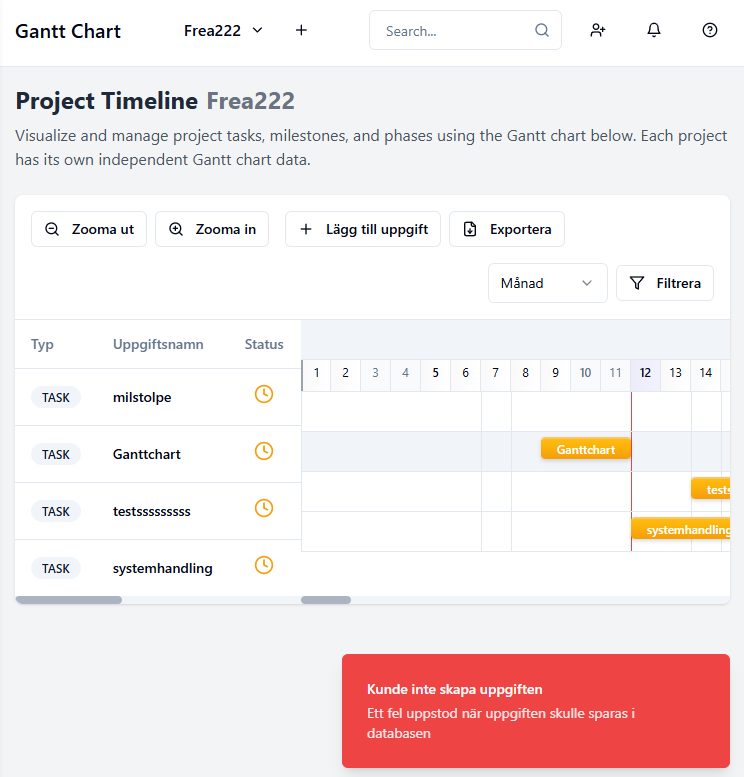 Gantt Chart
Frea222
Search...
Project Timeline Frea222
Visualize and manage project tasks, milestones, and phases using the Gantt chart below. Each project
has its own independent Gantt chart data.
Zooma ut
Zooma in
Lägg till uppgift
Exportera
Månad
Filtrera
Typ Uppgiftsnamn Status
1 2 3 4 5 6 7 8 9 10 11 12 13 14
TASK milstolpe
TASK Ganttchart
Ganttchart
TASK testsssssssss
tests
TASK systemhandling
systemhandling
Kunde inte skapa uppgiften
Ett fel uppstod när uppgiften skulle sparas i
databasen